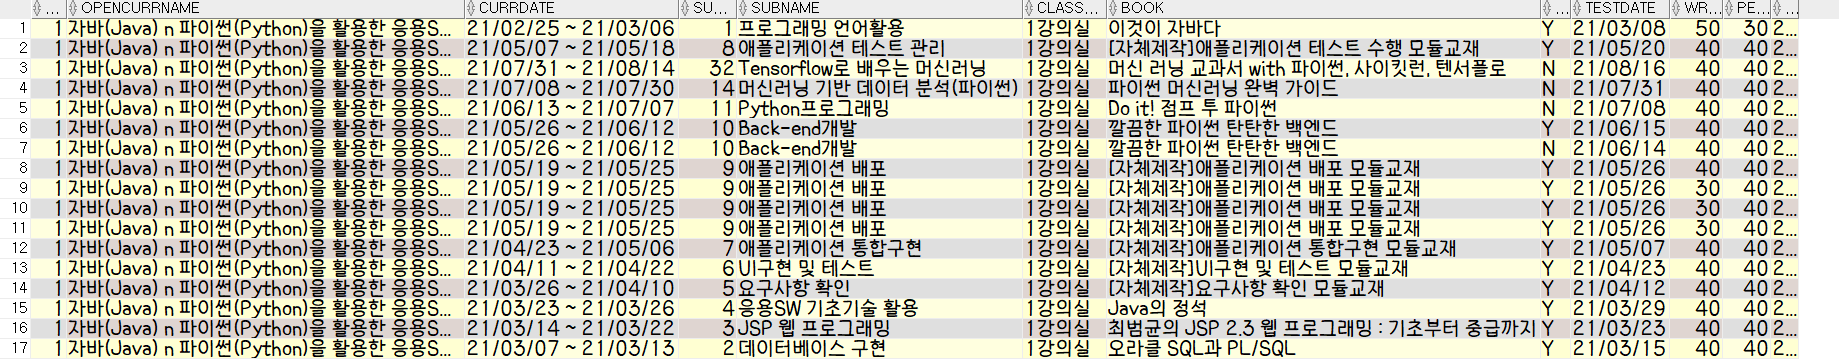 ... OPENCURRNAME CURRDATE SU... SUBNAME CLASS... BOOK ... TESTDATE WR... PE... ...
1 1 자바(Java) n 파이썬(Python)을 활용한 응용S... 21/02/25 ~ 21/03/06 1 프로그래밍 언어활용 1강의실 이것이 자바다 Y 21/03/08 50 30 2...
2 1 자바(Java) n 파이썬(Python)을 활용한 응용S... 21/05/07 ~ 21/05/18 8 애플리케이션 테스트 관리 1강의실 [자체제작]애플리케이션 테스트 수행 모듈교재 Y 21/05/20 40 40 2...
3 1 자바(Java) n 파이썬(Python)을 활용한 응용S... 21/07/31 ~ 21/08/14 32 Tensorflow로 배우는 머신러닝 1강의실 머신 러닝 교과서 with 파이썬, 사이킷런, 텐서플로 N 21/08/16 40 40 2...
4 1 자바(Java) n 파이썬(Python)을 활용한 응용S... 21/07/08 ~ 21/07/30 14 머신러닝 기반 데이터 분석(파이썬) 1강의실 파이썬 머신러닝 완벽 가이드 N 21/07/31 40 40 2...
5 1 자바(Java) n 파이썬(Python)을 활용한 응용S... 21/06/13 ~ 21/07/07 11 Python프로그래밍 1강의실 Do it! 점프 투 파이썬 N 21/07/08 40 40 2...
6 1 자바(Java) n 파이썬(Python)을 활용한 응용S... 21/05/26 ~ 21/06/12 10 Back-end개발 1강의실 깔끔한 파이썬 탄탄한 백엔드 Y 21/06/15 40 40 2...
7 1 자바(Java) n 파이썬(Python)을 활용한 응용S... 21/05/26 ~ 21/06/12 10 Back-end개발 1강의실 깔끔한 파이썬 탄탄한 백엔드 N 21/06/14 40 40 2...
8 1 자바(Java) n 파이썬(Python)을 활용한 응용S... 21/05/19 ~ 21/05/25 9 애플리케이션 배포 1강의실 [자체제작]애플리케이션 배포 모듈교재 Y 21/05/26 40 40 2...
9 1 자바(Java) n 파이썬(Python)을 활용한 응용S... 21/05/19 ~ 21/05/25 9 애플리케이션 배포 1강의실 [자체제작]애플리케이션 배포 모듈교재 Y 21/05/26 30 40 2...
10 1 자바(Java) n 파이썬(Python)을 활용한 응용S... 21/05/19 ~ 21/05/25 9 애플리케이션 배포 1강의실 [자체제작]애플리케이션 배포 모듈교재 Y 21/05/26 30 40 2...
11 1 자바(Java) n 파이썬(Python)을 활용한 응용S... 21/05/19 ~ 21/05/25 9 애플리케이션 배포 1강의실 [자체제작]애플리케이션 배포 모듈교재 Y 21/05/26 30 40 2...
12 1 자바(Java) n 파이썬(Python)을 활용한 응용S... 21/04/23 ~ 21/05/06 7 애플리케이션 통합구현 1강의실 [자체제작]애플리케이션 통합구현 모듈교재 Y 21/05/07 40 40 2...
13 1 자바(Java) n 파이썬(Python)을 활용한 응용S... 21/04/11 ~ 21/04/22 6 UI구현 및 테스트 1강의실 [자체제작]UI구현 및 테스트 모듈교재 Y 21/04/23 40 40 2...
14 1 자바(Java) n 파이썬(Python)을 활용한 응용S... 21/03/26 ~ 21/04/10 5 요구사항 확인 1강의실 [자체제작]요구사항 확인 모듈교재 Y 21/04/12 40 40 2...
15 1 자바(Java) n 파이썬(Python)을 활용한 응용S... 21/03/23 ~ 21/03/26 4 응용SW 기초기술 활용 1강의실 Java의 정석 Y 21/03/29 40 40 2...
16 1 자바(Java) n 파이썬(Python)을 활용한 응용S... 21/03/14 ~ 21/03/22 3 JSP 웹 프로그래밍 1강의실 최범균의 JSP 2.3 웹 프로그래밍 : 기초부터 중급까지 Y 21/03/23 40 40 2...
17 1 자바(Java) n 파이썬(Python)을 활용한 응용S... 21/03/07 ~ 21/03/13 2 데이터베이스 구현 1강의실 오라클 SQL과 PL/SQL Y 21/03/15 40 40 2...